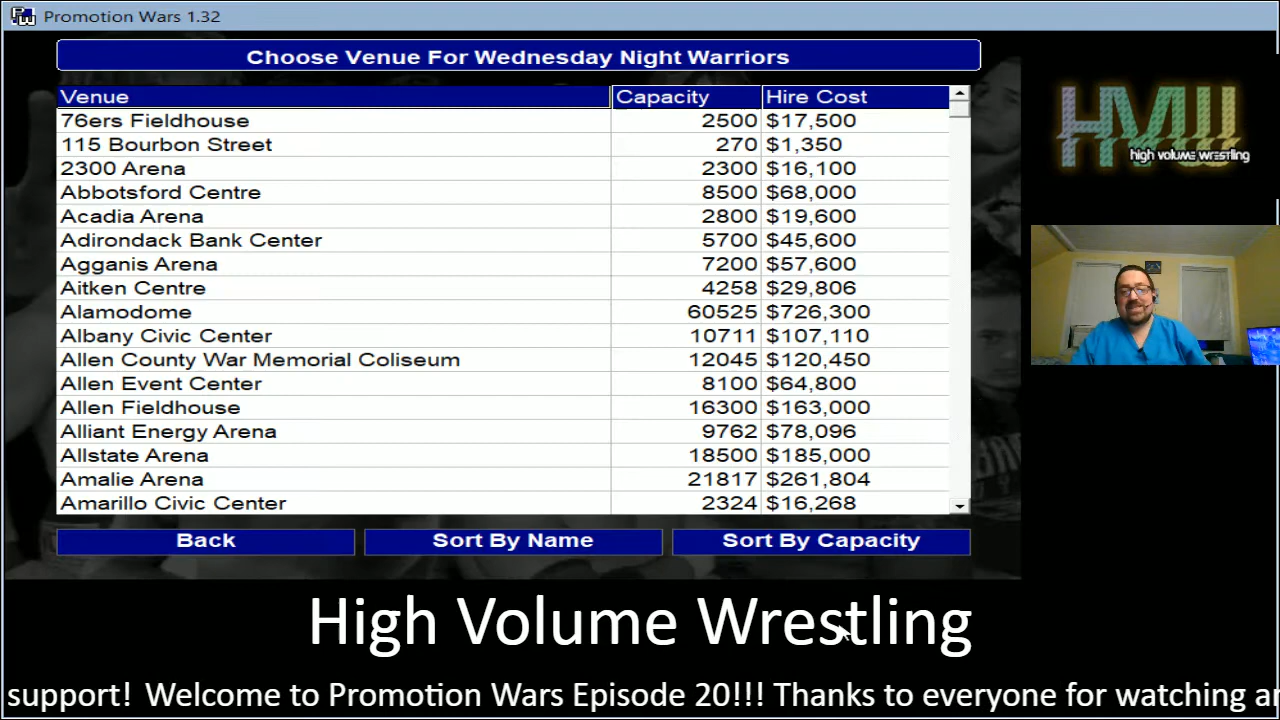 Promotion Wars 1.32
Choose Venue For Wednesday Night Warriors
Venue Capacity Hire Cost
76ers Fieldhouse 2500 $17,500
115 Bourbon Street 270 $1,350
2300 Arena 2300 $16,100
Abbotsford Centre 8500 $68,000
Acadia Arena 2800 $19,600
Adirondack Bank Center 5700 $45,600
Agganis Arena 7200 $57,600
Aitken Centre 4258 $29,806
Alamodome 60525 $726,300
Albany Civic Center 10711 $107,110
Allen County War Memorial Coliseum 12045 $120,450
Allen Event Center 8100 $64,800
Allen Fieldhouse 16300 $163,000
Alliant Energy Arena 9762 $78,096
Allstate Arena 18500 $185,000
Amalie Arena 21817 $261,804
Amarillo Civic Center 2324 $16,268
Back Sort By Name Sort By Capacity
HVW
high volume wrestling
High Volume Wrestling
support! Welcome to Promotion Wars Episode 20!!! Thanks to everyone for watching